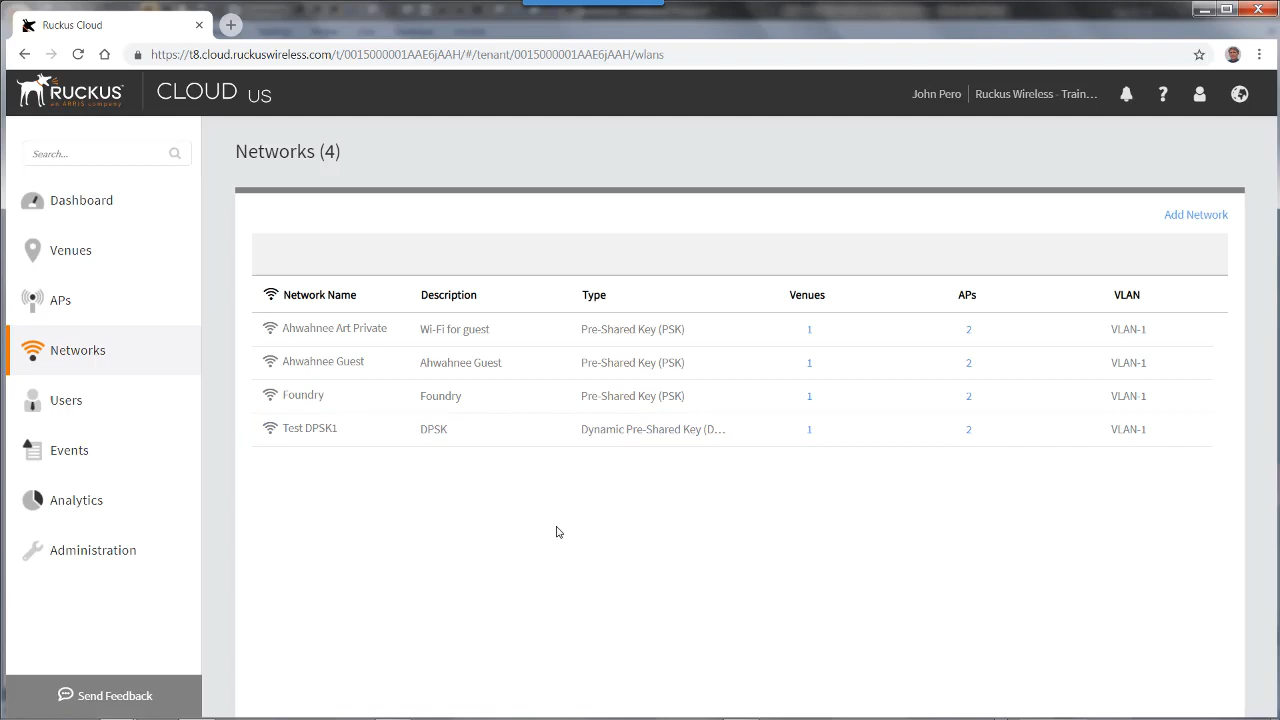 Ruckus Cloud
https://t8.cloud.ruckuswireless.com/t/0015000001AAE6jAAH/#/tenant/0015000001AAE6jAAH/wlans
RUCKUS
an ARRIS company
CLOUD US
John Pero
Ruckus Wireless - Train...
Search...
Dashboard
Venues
APs
Networks
Users
Events
Analytics
Administration
Send Feedback
Networks (4)
Add Network
Network Name Description Type Venues APs VLAN
Ahwahnee Art Private Wi-Fi for guest Pre-Shared Key (PSK) 1 2 VLAN-1
Ahwahnee Guest Ahwahnee Guest Pre-Shared Key (PSK) 1 2 VLAN-1
Foundry Foundry Pre-Shared Key (PSK) 1 2 VLAN-1
Test DPSK1 DPSK Dynamic Pre-Shared Key (D... 1 2 VLAN-1